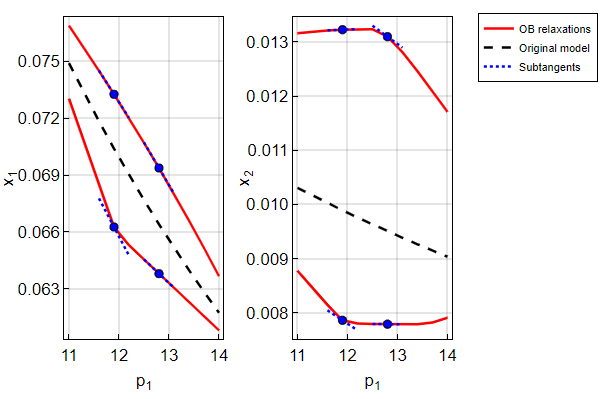 0.075
0.072
0.069
0.066
0.063
x1
11 12 13 14
p1
0.013
0.012
0.011
0.010
0.009
0.008
x2
11 12 13 14
p1
OB relaxations
Original model
Subtangents